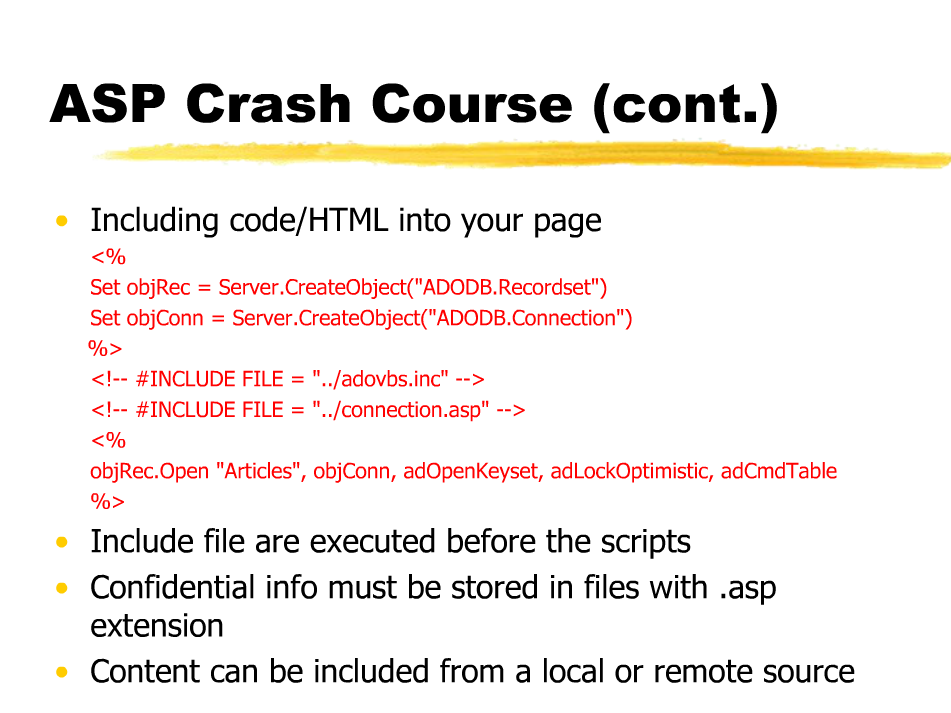 ASP Crash Course (cont.)
• Including code/HTML into your page
<%
Set objRec = Server.CreateObject("ADODB.Recordset")
Set objConn = Server.CreateObject("ADODB.Connection")
%>
<!-- #INCLUDE FILE = "../adovbs.inc" -->
<!-- #INCLUDE FILE = "../connection.asp" -->
<%
objRec.Open "Articles", objConn, adOpenKeyset, adLockOptimistic, adCmdTable
%>
• Include file are executed before the scripts
• Confidential info must be stored in files with .asp
extension
• Content can be included from a local or remote source